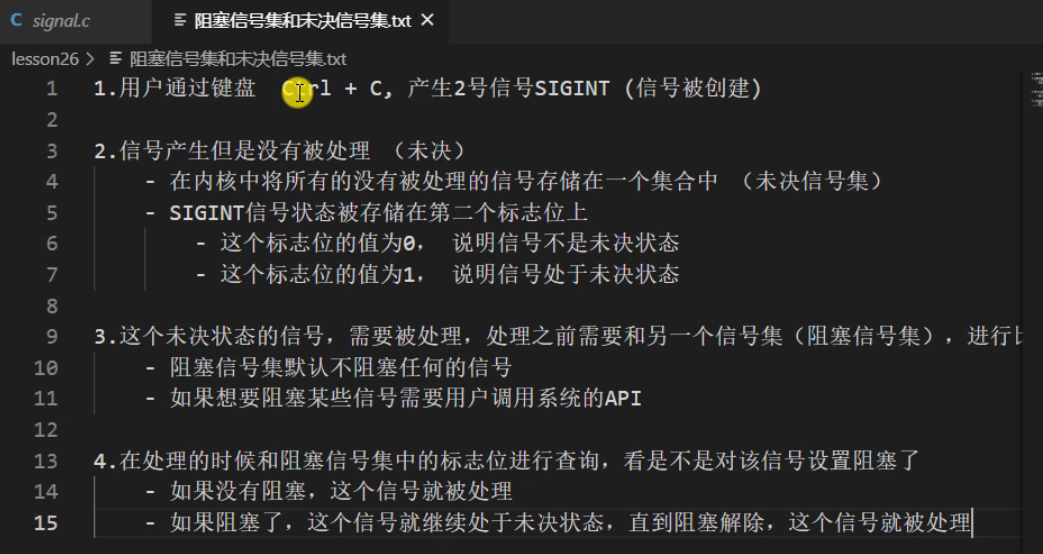 signal.c
阻塞信号集和未决信号集.txt
lesson26 > 阻塞信号集和未决信号集.txt
1 1.用户通过键盘 Ctrl + C, 产生2号信号SIGINT (信号被创建)
2
3 2.信号产生但是没有被处理 （未决）
4 - 在内核中将所有的没有被处理的信号存储在一个集合中 （未决信号集）
5 - SIGINT信号状态被存储在第二个标志位上
6 - 这个标志位的值为0， 说明信号不是未决状态
7 - 这个标志位的值为1， 说明信号处于未决状态
8
9 3.这个未决状态的信号，需要被处理，处理之前需要和另一个信号集（阻塞信号集），进行
10 - 阻塞信号集默认不阻塞任何的信号
11 - 如果想要阻塞某些信号需要用户调用系统的API
12
13 4.在处理的时候和阻塞信号集中的标志位进行查询，看是不是对该信号设置阻塞了
14 - 如果没有阻塞，这个信号就被处理
15 - 如果阻塞了，这个信号就继续处于未决状态，直到阻塞解除，这个信号就被处理